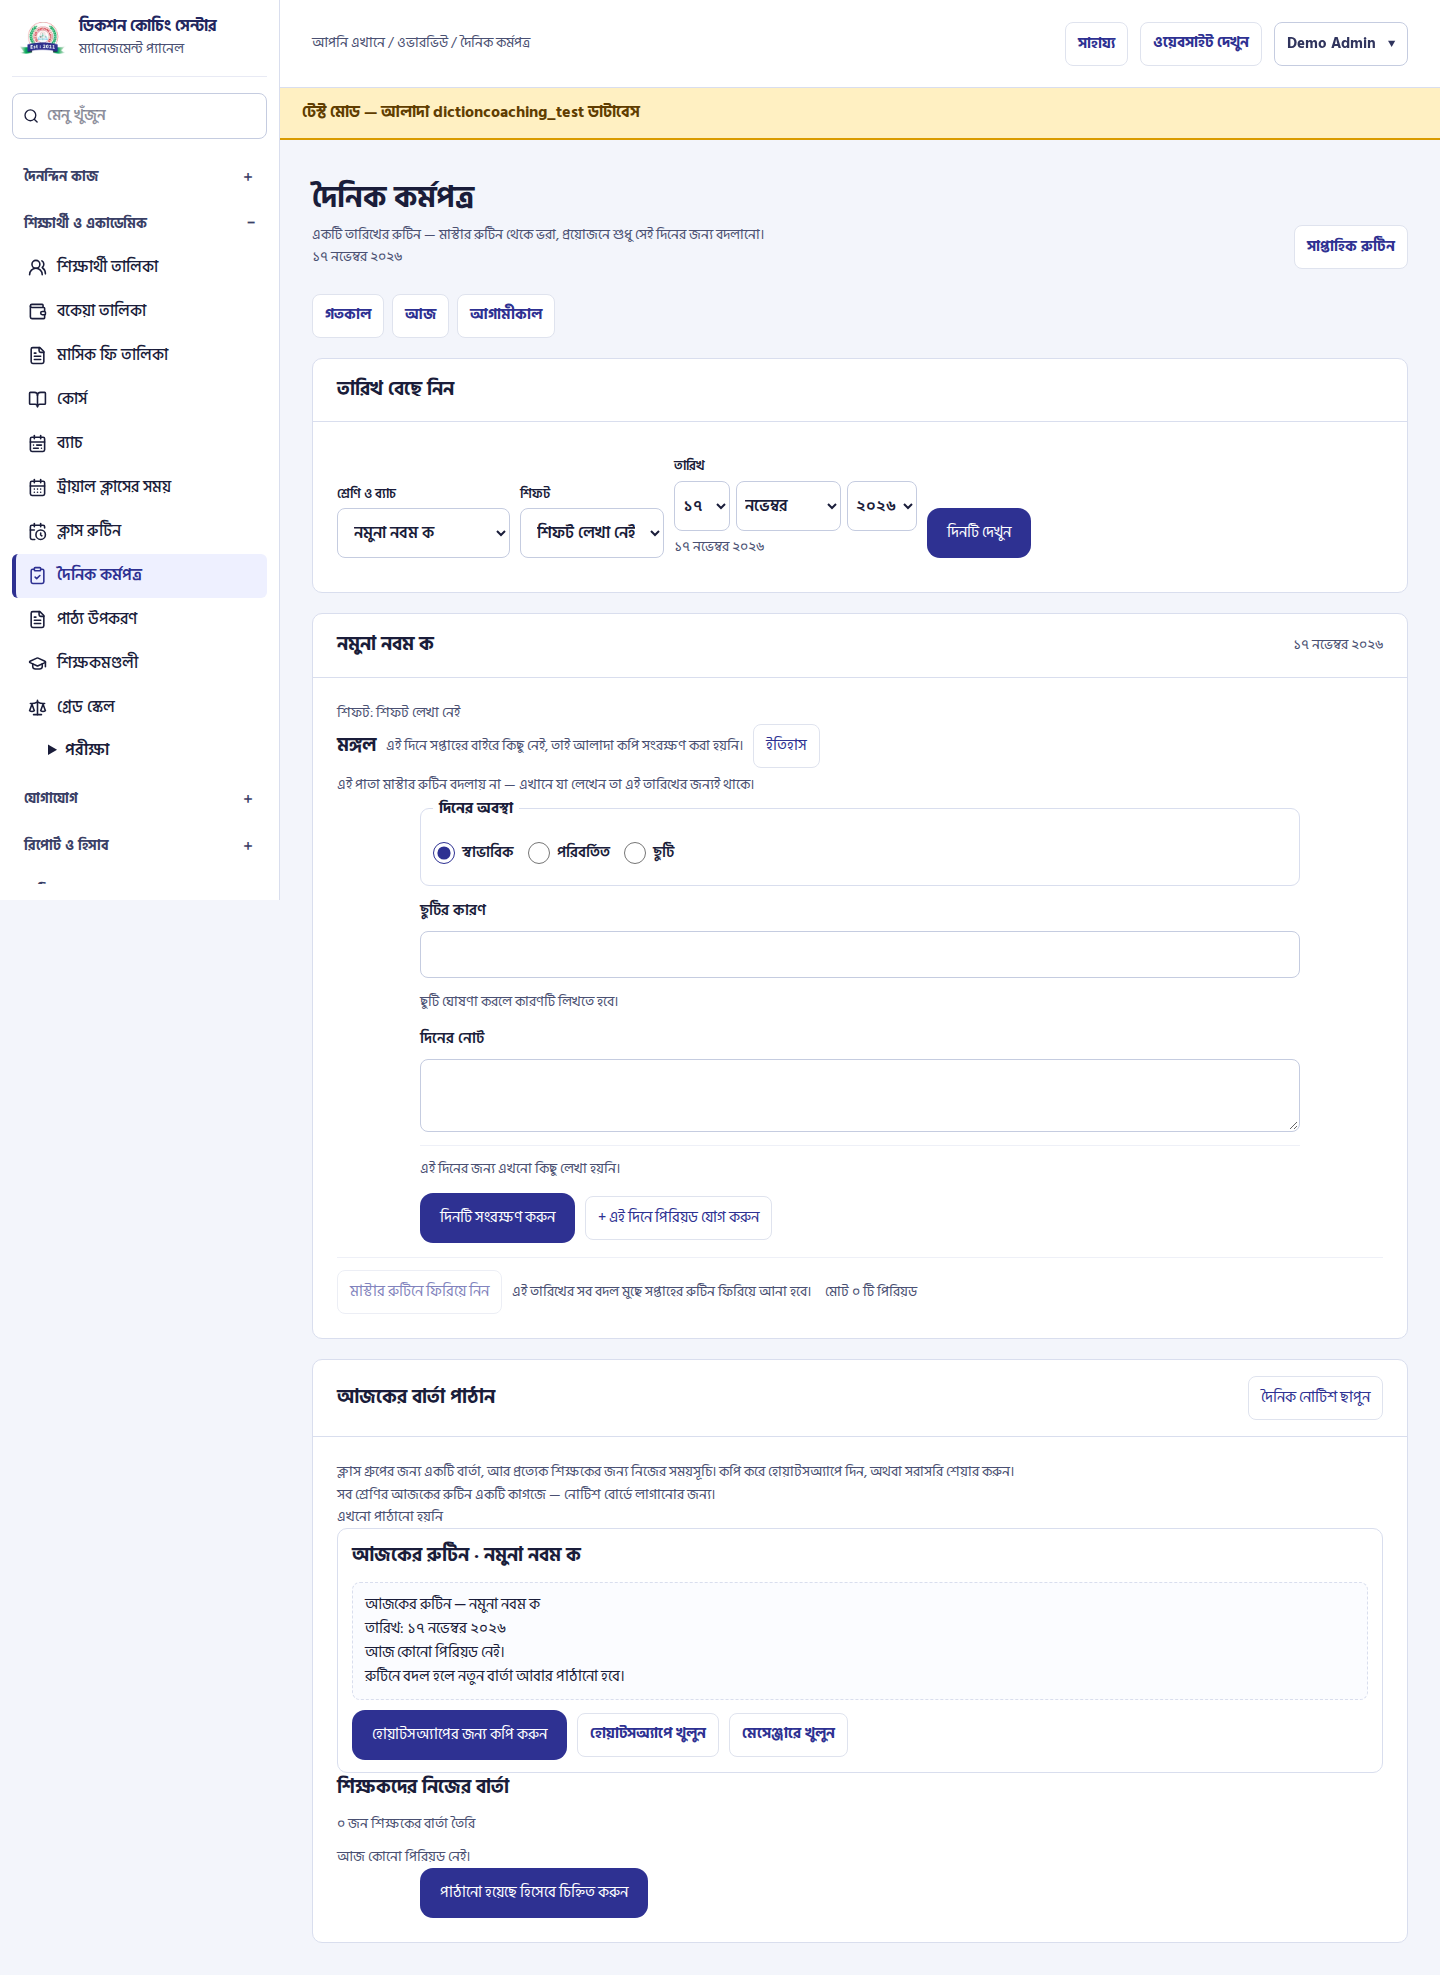 ডিকশন কোচিং সেন্টার
ম্যানেজমেন্ট প্যানেল
Est : 2011
মেনু খুঁজুন
দৈনন্দিন কাজ +
শিক্ষার্থী ও একাডেমিক −
শিক্ষার্থী তালিকা
বকেয়া তালিকা
মাসিক ফি তালিকা
কোর্স
ব্যাচ
ট্রায়াল ক্লাসের সময়
ক্লাস রুটিন
দৈনিক কর্মপত্র
পাঠ্য উপকরণ
শিক্ষকমণ্ডলী
গ্রেড স্কেল
পরীক্ষা
যোগাযোগ +
রিপোর্ট ও হিসাব +
আপনি এখানে / ওভারভিউ / দৈনিক কর্মপত্র
সাহায্য
ওয়েবসাইট দেখুন
Demo Admin
টেস্ট মোড — আলাদা dictioncoaching_test ডাটাবেস
দৈনিক কর্মপত্র
একটি তারিখের রুটিন — মাস্টার রুটিন থেকে ভরা, প্রয়োজনে শুধু সেই দিনের জন্য বদলানো।
১৭ নভেম্বর ২০২৬
সাপ্তাহিক রুটিন
গতকাল
আজ
আগামীকাল
তারিখ বেছে নিন
শ্রেণি ও ব্যাচ
নমুনা নবম ক
শিফট
শিফট লেখা নেই
তারিখ
১৭ নভেম্বর ২০২৬
১৭ নভেম্বর ২০২৬
দিনটি দেখুন
নমুনা নবম ক
১৭ নভেম্বর ২০২৬
শিফট: শিফট লেখা নেই
মঙ্গল এই দিনে সপ্তাহের বাইরে কিছু নেই, তাই আলাদা কপি সংরক্ষণ করা হয়নি। ইতিহাস
এই পাতা মাস্টার রুটিন বদলায় না — এখানে যা লেখেন তা এই তারিখের জন্যই থাকে।
দিনের অবস্থা
স্বাভাবিক
পরিবর্তিত
ছুটি
ছুটির কারণ
ছুটি ঘোষণা করলে কারণটি লিখতে হবে।
দিনের নোট
এই দিনের জন্য এখনো কিছু লেখা হয়নি।
দিনটি সংরক্ষণ করুন
+ এই দিনে পিরিয়ড যোগ করুন
মাস্টার রুটিনে ফিরিয়ে নিন
এই তারিখের সব বদল মুছে সপ্তাহের রুটিন ফিরিয়ে আনা হবে। মোট ০ টি পিরিয়ড
আজকের বার্তা পাঠান
দৈনিক নোটিশ ছাপুন
ক্লাস গ্রুপের জন্য একটি বার্তা, আর প্রত্যেক শিক্ষকের জন্য নিজের সময়সূচি। কপি করে হোয়াটসঅ্যাপে দিন, অথবা সরাসরি শেয়ার করুন।
সব শ্রেণির আজকের রুটিন একটি কাগজে — নোটিশ বোর্ডে লাগানোর জন্য।
এখনো পাঠানো হয়নি
আজকের রুটিন · নমুনা নবম ক
আজকের রুটিন — নমুনা নবম ক
তারিখ: ১৭ নভেম্বর ২০২৬
আজ কোনো পিরিয়ড নেই।
রুটিনে বদল হলে নতুন বার্তা আবার পাঠানো হবে।
হোয়াটসঅ্যাপের জন্য কপি করুন
হোয়াটসঅ্যাপে খুলুন
মেসেঞ্জারে খুলুন
শিক্ষকদের নিজের বার্তা
০ জন শিক্ষকের বার্তা তৈরি
আজ কোনো পিরিয়ড নেই।
পাঠানো হয়েছে হিসেবে চিহ্নিত করুন